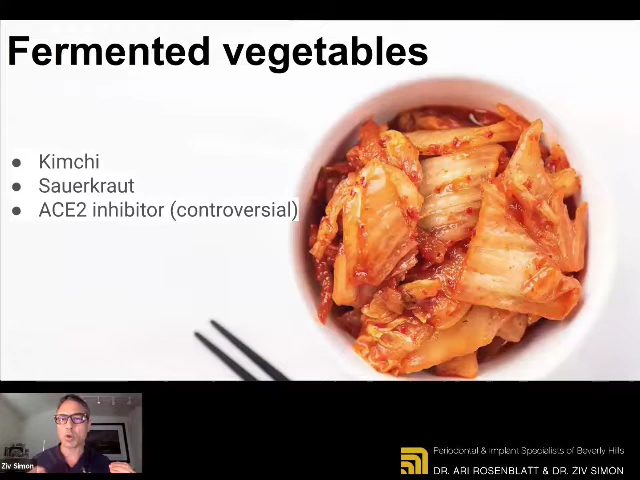 Fermented vegetables
● Kimchi
● Sauerkraut
● ACE2 inhibitor (controversial)
Ziv Simon
Periodontal & Implant Specialists of Beverly Hills
DR. ARI ROSENBLATT & DR. ZIV SIMON